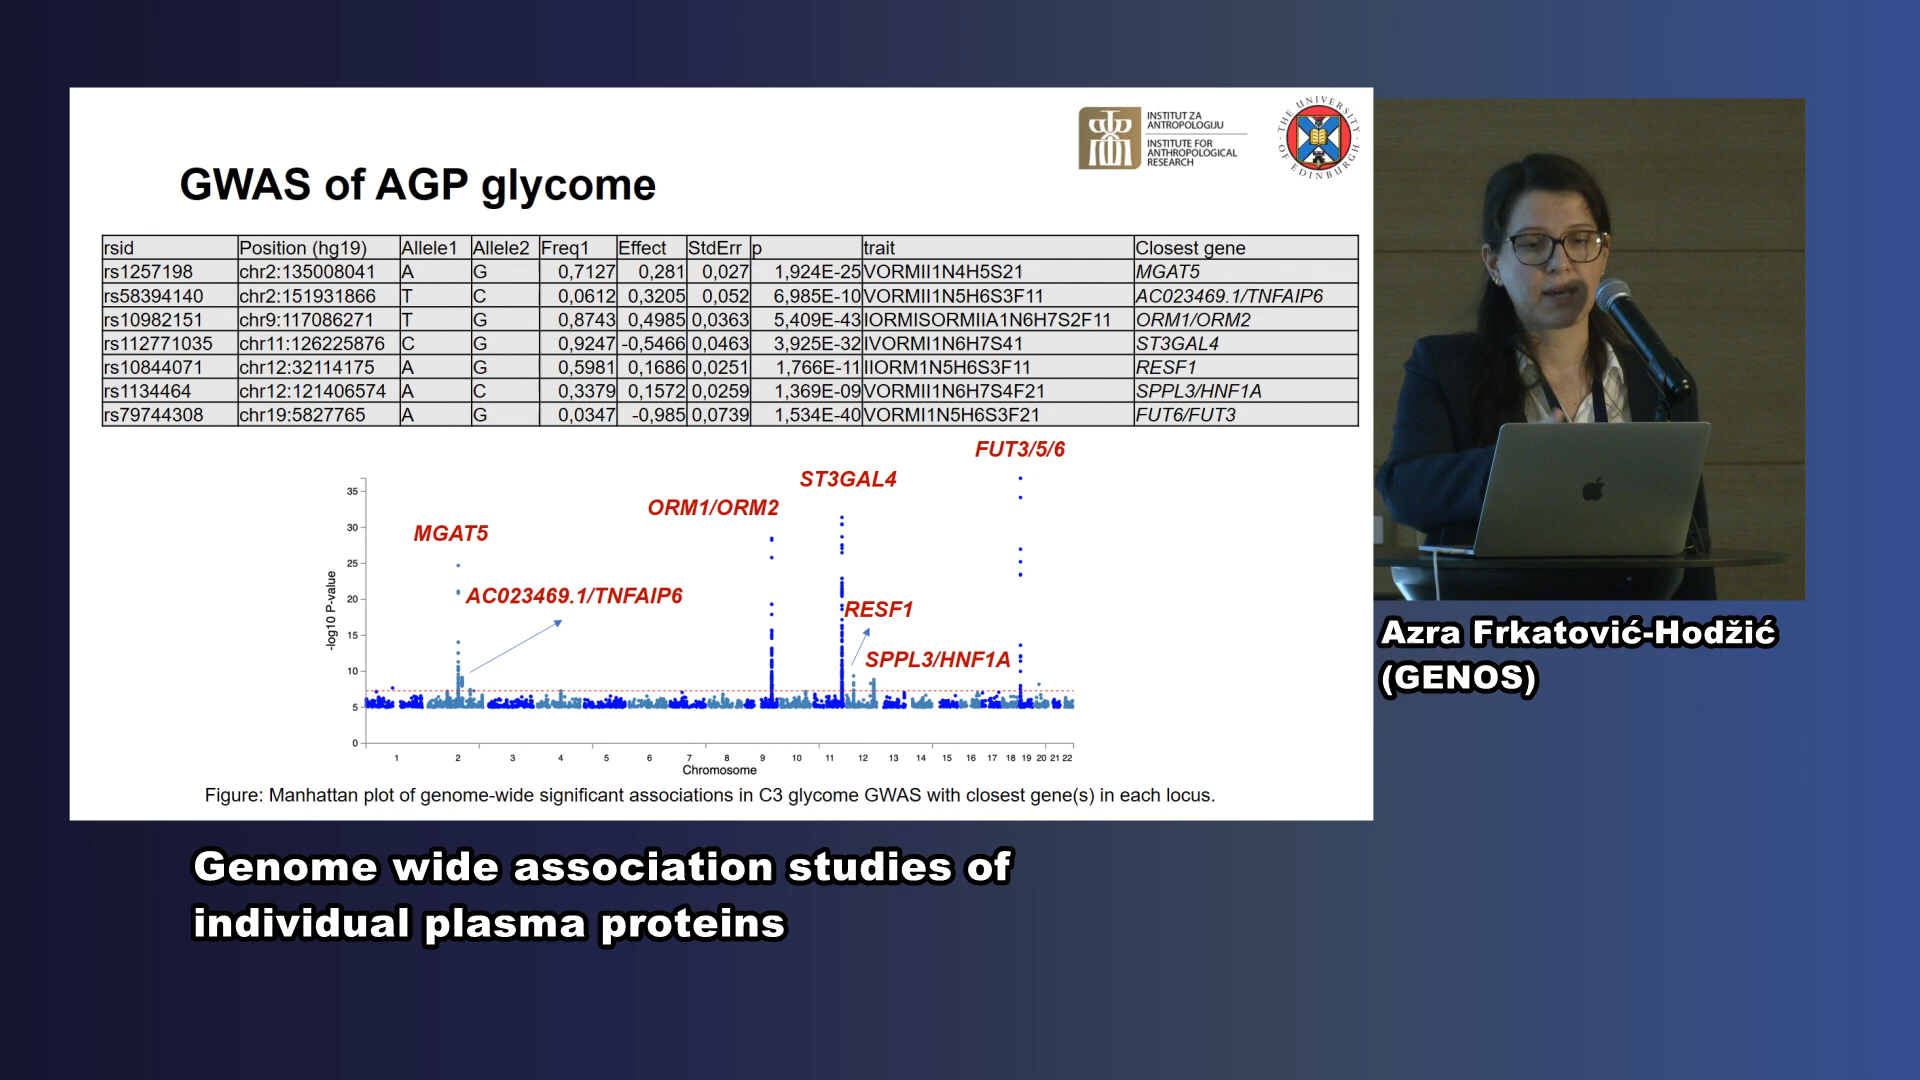 INSTITUT ZA
ANTROPOLOGIJU
INSTITUTE FOR
ANTHROPOLOGICAL
RESEARCH
THE UNIVERSITY OF EDINBURGH
GWAS of AGP glycome
rsid Position (hg19) Allele1 Allele2 Freq1 Effect StdErr p trait Closest gene
rs1257198 chr2:135008041 A G 0,7127 0,281 0,027 1,924E-25 VORMII1N4H5S21 MGAT5
rs58394140 chr2:151931866 T C 0,0612 0,3205 0,052 6,985E-10 VORMII1N5H6S3F11 AC023469.1/TNFAIP6
rs10982151 chr9:117086271 T G 0,8743 0,4985 0,0363 5,409E-43 IORMISORMIIA1N6H7S2F11 ORM1/ORM2
rs112771035 chr11:126225876 C G 0,9247 -0,5466 0,0463 3,925E-32 IVORMI1N6H7S41 ST3GAL4
rs10844071 chr12:32114175 A G 0,5981 0,1686 0,0251 1,766E-11 IIORM1N5H6S3F11 RESF1
rs1134464 chr12:121406574 A C 0,3379 0,1572 0,0259 1,369E-09 VORMII1N6H7S4F21 SPPL3/HNF1A
rs79744308 chr19:5827765 A G 0,0347 -0,985 0,0739 1,534E-40 VORMI1N5H6S3F21 FUT6/FUT3
FUT3/5/6
ST3GAL4
ORM1/ORM2
MGAT5
AC023469.1/TNFAIP6
RESF1
SPPL3/HNF1A
-log10 P-value
35
30
25
20
15
10
5
0
1 2 3 4 5 6 7 8 9 10 11 12 13 14 15 16 17 18 19 20 21 22
Chromosome
Figure: Manhattan plot of genome-wide significant associations in C3 glycome GWAS with closest gene(s) in each locus.
Azra Frkatović-Hodžić
(GENOS)
Genome wide association studies of
individual plasma proteins